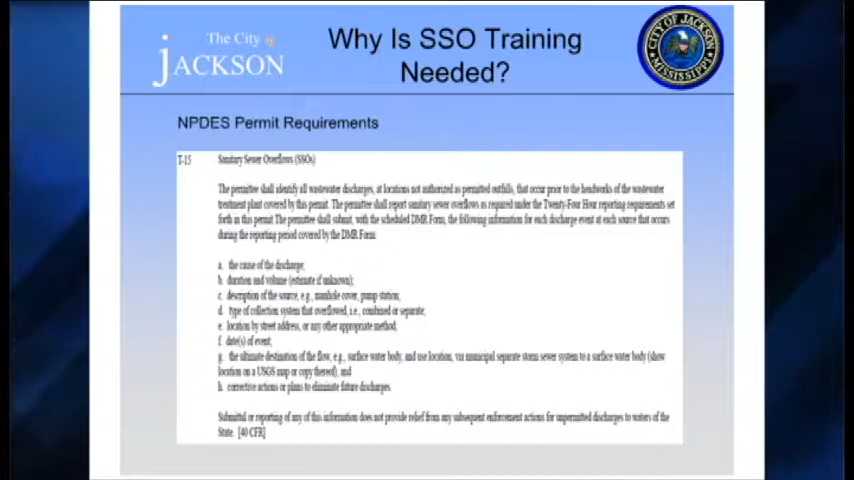 The City of
jACKSON
Why Is SSO Training
Needed?
CITY OF JACKSON
MISSISSIPPI
NPDES Permit Requirements
T-15 Sanitary Sewer Overflows (SSOs)
The permittee shall identify all wastewater discharges, at locations not authorized as permitted outfalls, that occur prior to the headworks of the wastewater
treatment plant covered by this permit. The permittee shall report sanitary sewer overflows as required under the Twenty-Four Hour reporting requirements set
forth in this permit The permittee shall submit, with the scheduled DMR Form, the following information for each discharge event at each source that occurs
during the reporting period covered by the DMR Form:
a. the cause of the discharge;
b. duration and volume (estimate if unknown);
c. description of the source, e.g., manhole cover, pump station;
d. type of collection system that overflowed, i.e., combined or separate;
e. location by street address, or any other appropriate method;
f. date(s) of event;
g. the ultimate destination of the flow, e.g., surface water body, and use location, via municipal separate storm sewer system to a surface water body (show
location on a USGS map or copy thereof); and
h. corrective actions or plans to eliminate future discharges.
Submittal or reporting of any of this information does not provide relief from any subsequent enforcement actions for unpermitted discharges to waters of the
State. [40 CFR]